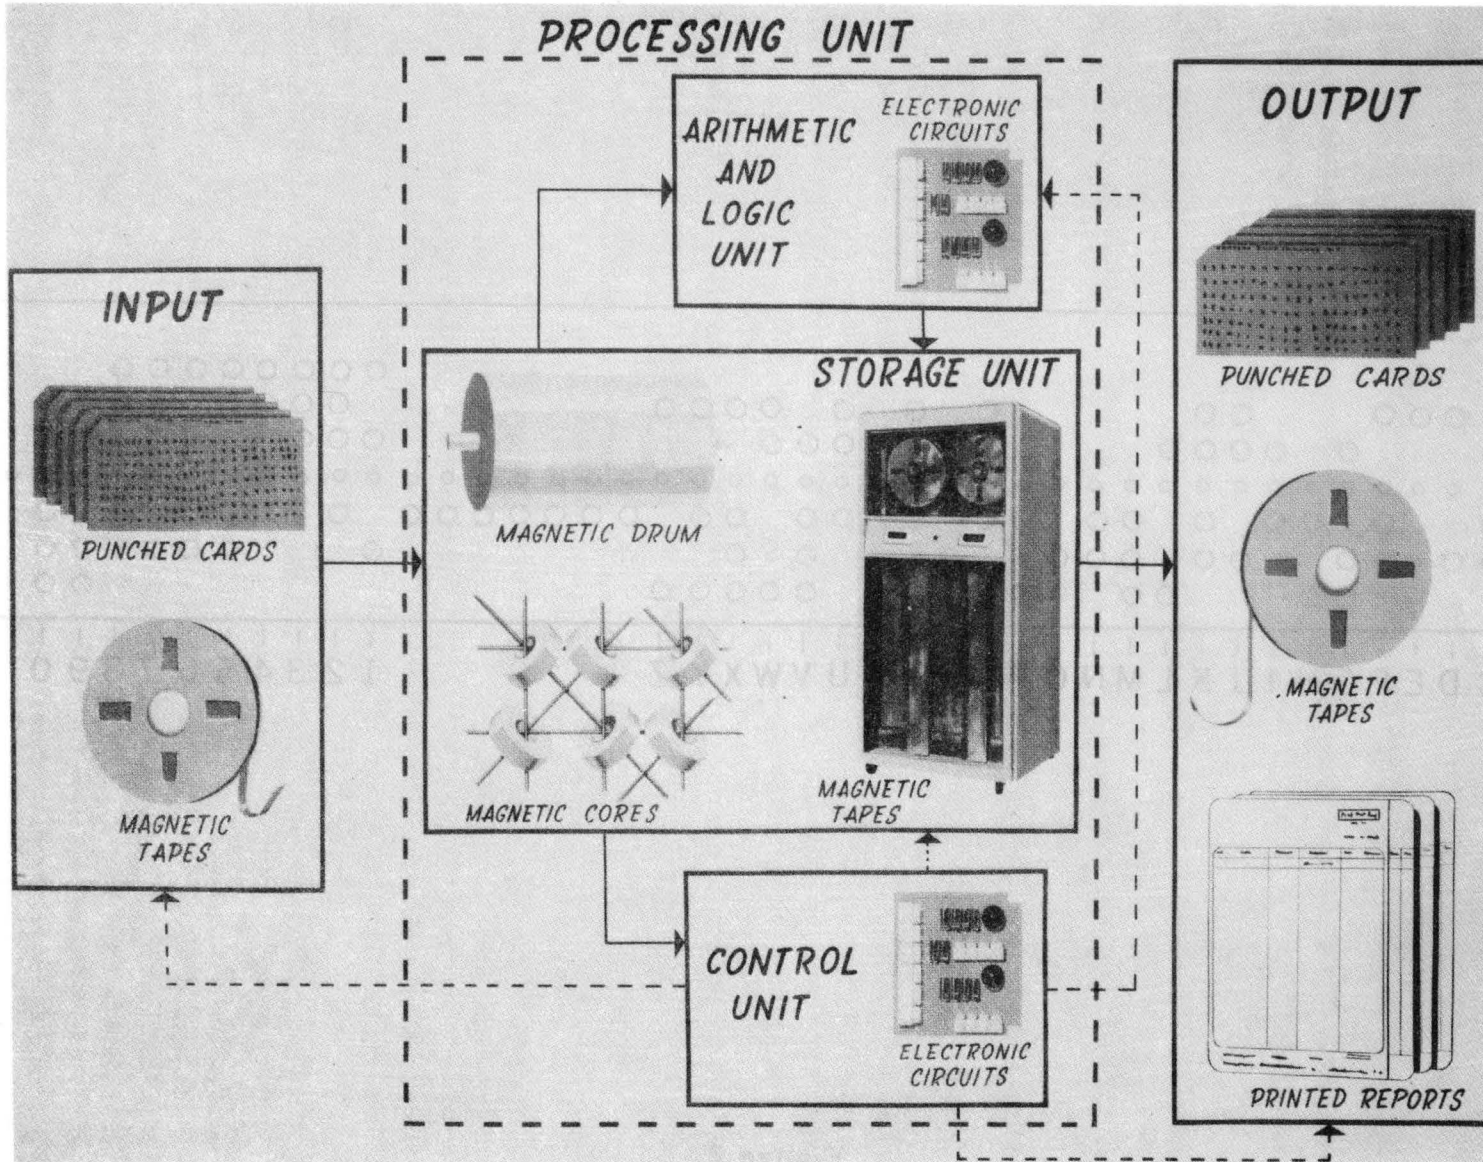 PROCESSING UNIT
INPUT
PUNCHED CARDS
MAGNETIC
TAPES
ARITHMETIC
AND
LOGIC
UNIT
ELECTRONIC
CIRCUITS
STORAGE UNIT
MAGNETIC DRUM
MAGNETIC CORES
MAGNETIC
TAPES
CONTROL
UNIT
ELECTRONIC
CIRCUITS
OUTPUT
PUNCHED CARDS
MAGNETIC
TAPES
PRINTED REPORTS